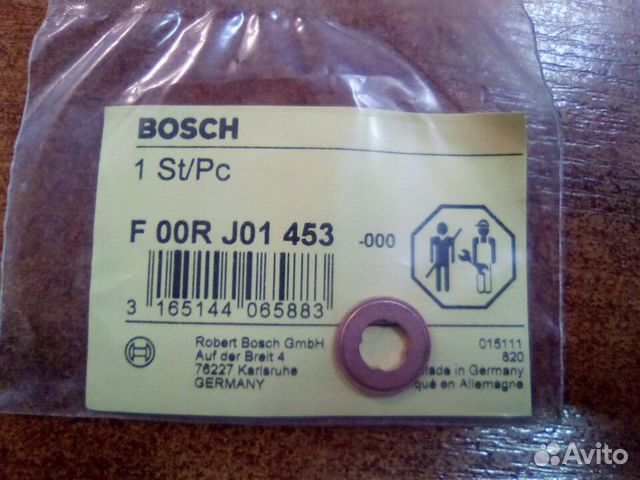 BOSCH
1 St/Pc
F 00R J01 453 -000
3 165144 065883
Robert Bosch GmbH
Auf der Breit 4
76227 Karlsruhe
GERMANY
015111
820
Made in Germany
qué en Allemagne
Avito